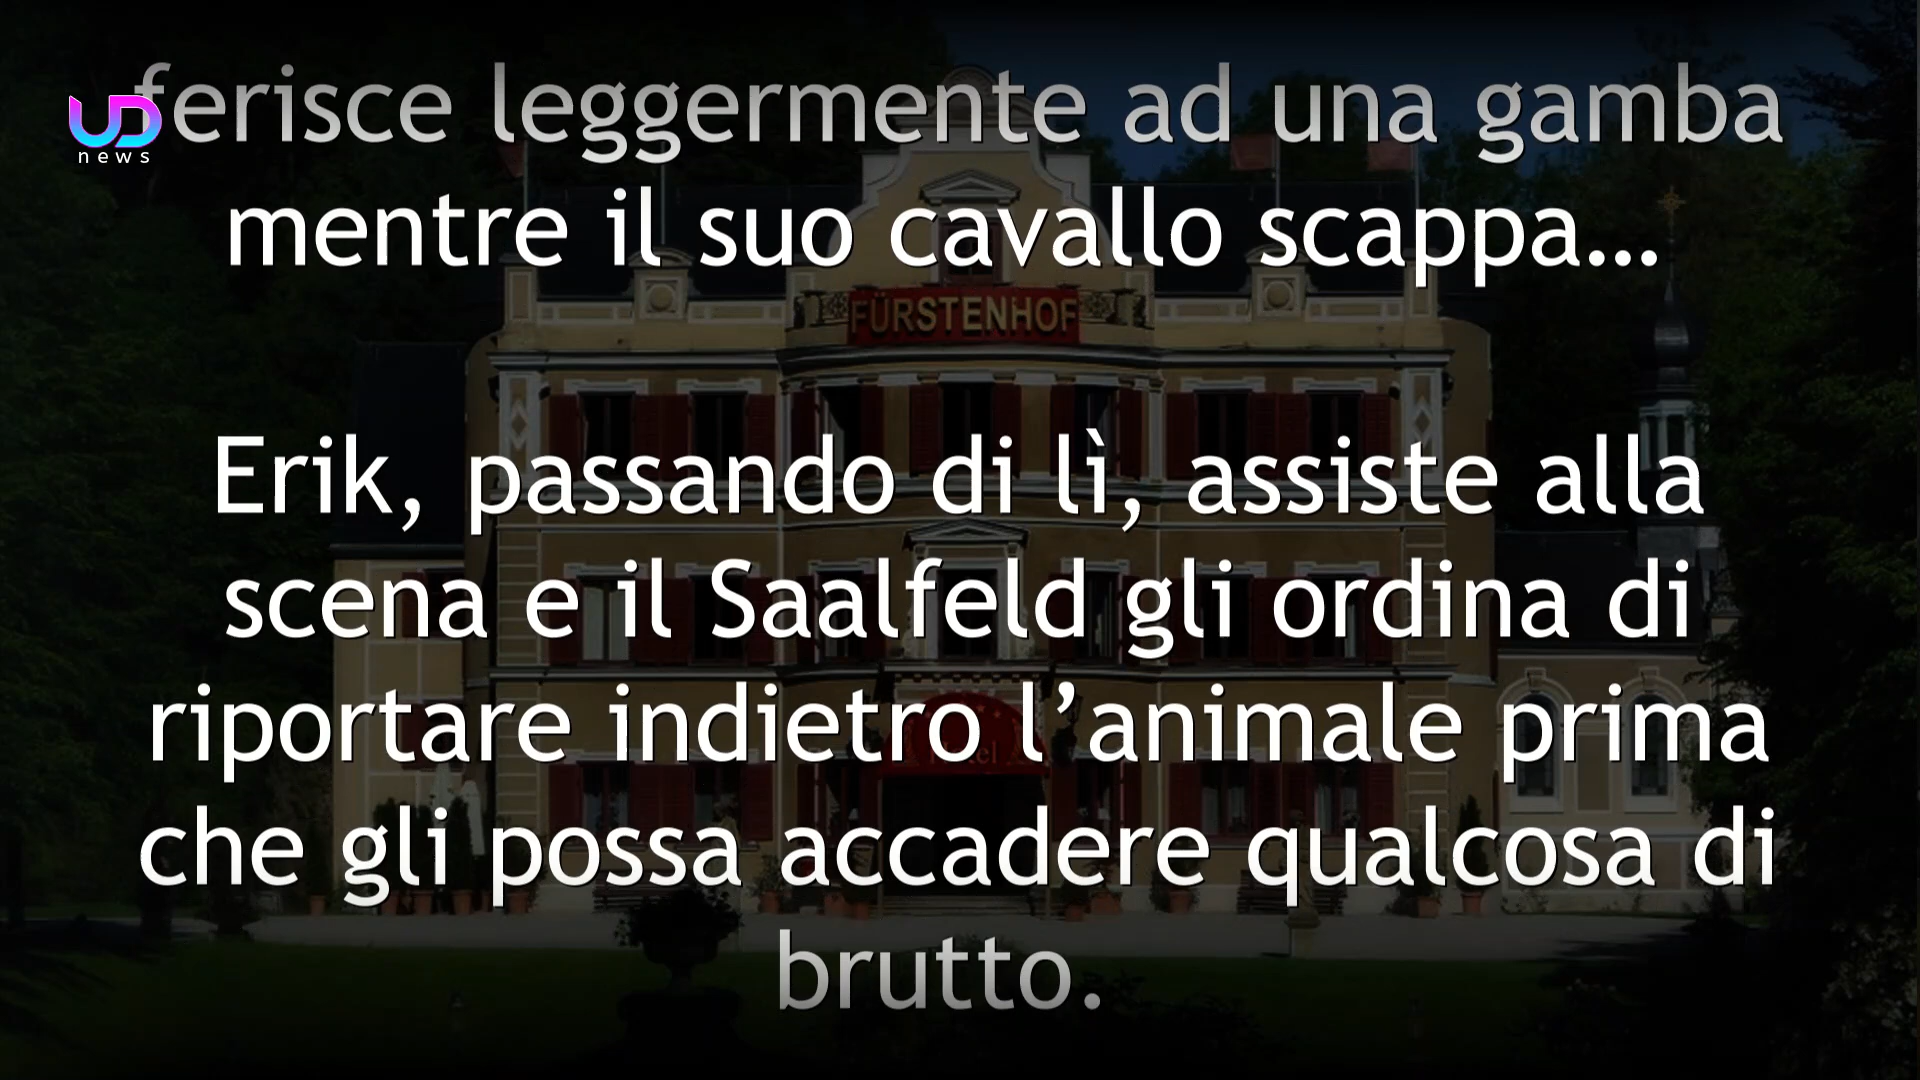 UD
news
ferisce leggermente ad una gamba
mentre il suo cavallo scappa…
FÜRSTENHOF
Erik, passando di lì, assiste alla
scena e il Saalfeld gli ordina di
riportare indietro l’animale prima
che gli possa accadere qualcosa di
brutto.